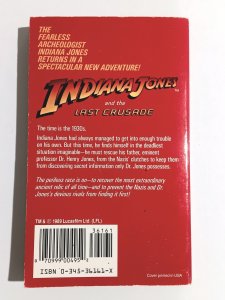 THE
FEARLESS
ARCHEOLOGIST
INDIANA JONES
RETURNS IN A
SPECTACULAR NEW ADVENTURE!
INDIANA JONES
and the
LAST CRUSADE
The time is the 1930s.
Indiana Jones had always managed to get into enough trouble
on his own. But this time, he finds himself in the deadliest
situation imaginable—he must rescue his father, eminent
professor Dr. Henry Jones, from the Nazis' clutches to keep them
from discovering secret information only Dr. Jones possesses.
The perilous race is on—to recover the most extraordinary
ancient relic of all time—and to prevent the Nazis and Dr.
Jones's devious rivals from finding it first!
TM & © 1989 Lucasfilm Ltd. (LFL).
36161
70999 00495
ISBN 0-345-36161-X
Cover printed in USA